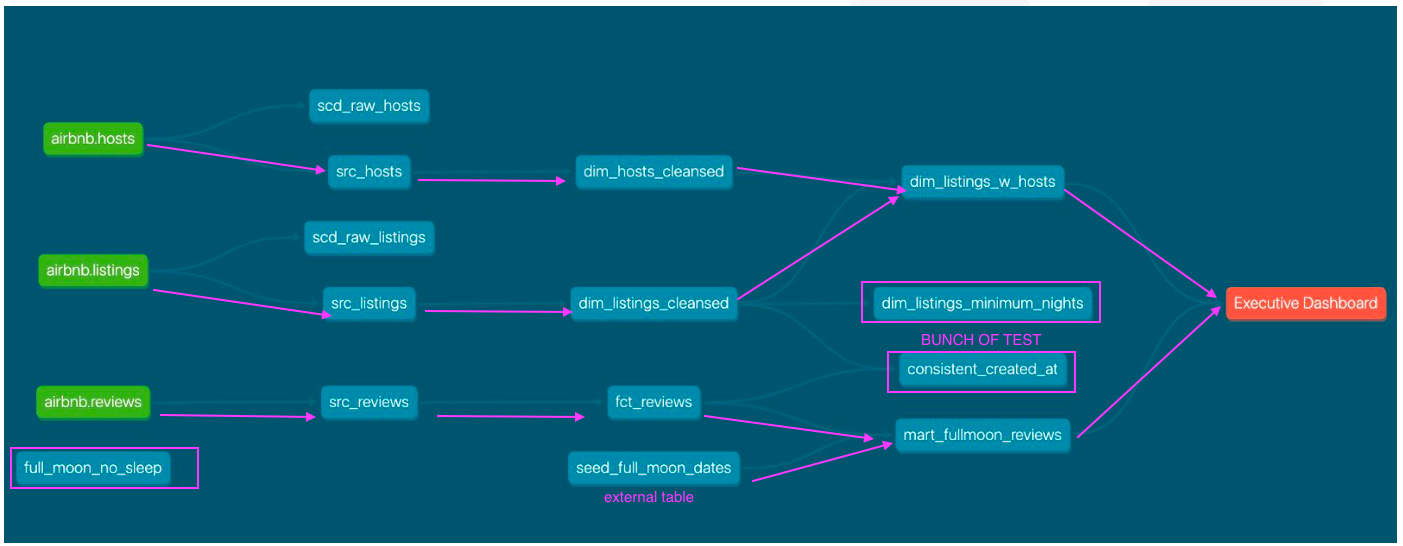 scd_raw_hosts
airbnb.hosts
src_hosts
dim_hosts_cleansed
dim_listings_w_hosts
scd_raw_listings
airbnb.listings
src_listings
dim_listings_cleansed
dim_listings_minimum_nights
Executive Dashboard
BUNCH OF TEST
consistent_created_at
airbnb.reviews
src_reviews
fct_reviews
mart_fullmoon_reviews
full_moon_no_sleep
seed_full_moon_dates
external table